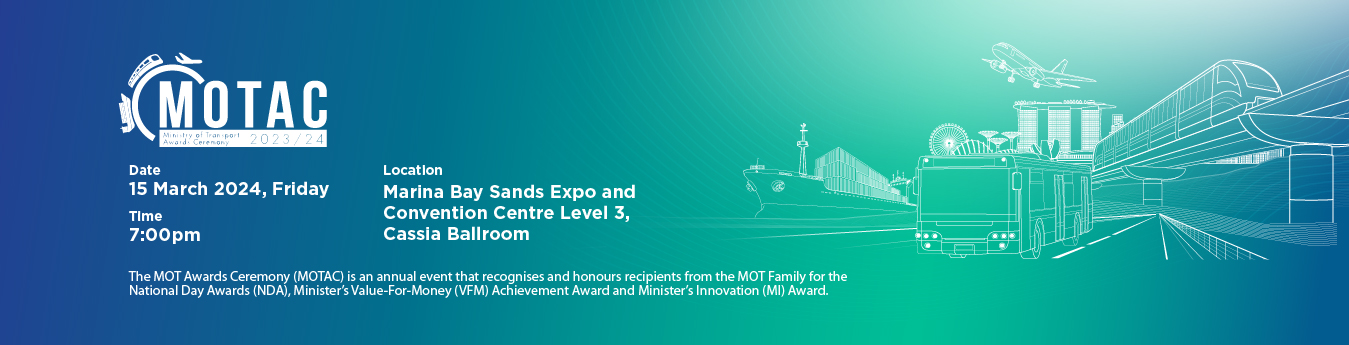 MOTAC
Ministry of Transport
Awards Ceremony
2023/24
Date
15 March 2024, Friday
Time
7:00pm
Location
Marina Bay Sands Expo and
Convention Centre Level 3,
Cassia Ballroom
The MOT Awards Ceremony (MOTAC) is an annual event that recognises and honours recipients from the MOT Family for the
National Day Awards (NDA), Minister's Value-For-Money (VFM) Achievement Award and Minister's Innovation (MI) Award.